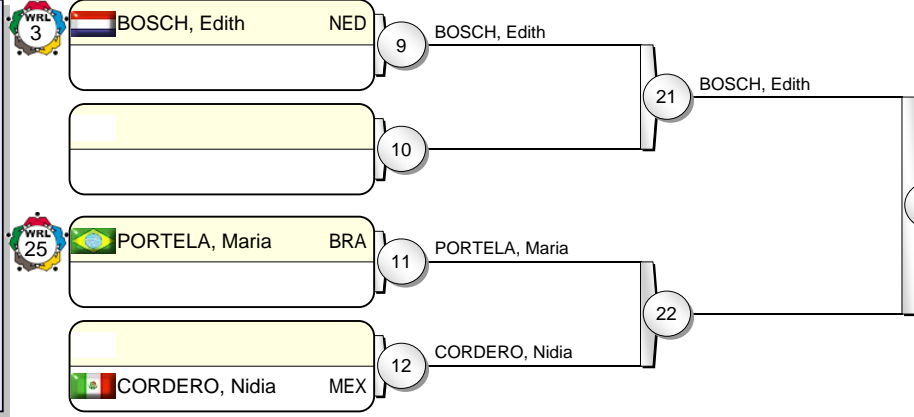 WRL
3
BOSCH, Edith NED
9
BOSCH, Edith
21
BOSCH, Edith
10
WRL
25
PORTELA, Maria BRA
11
PORTELA, Maria
22
12
CORDERO, Nidia
CORDERO, Nidia MEX